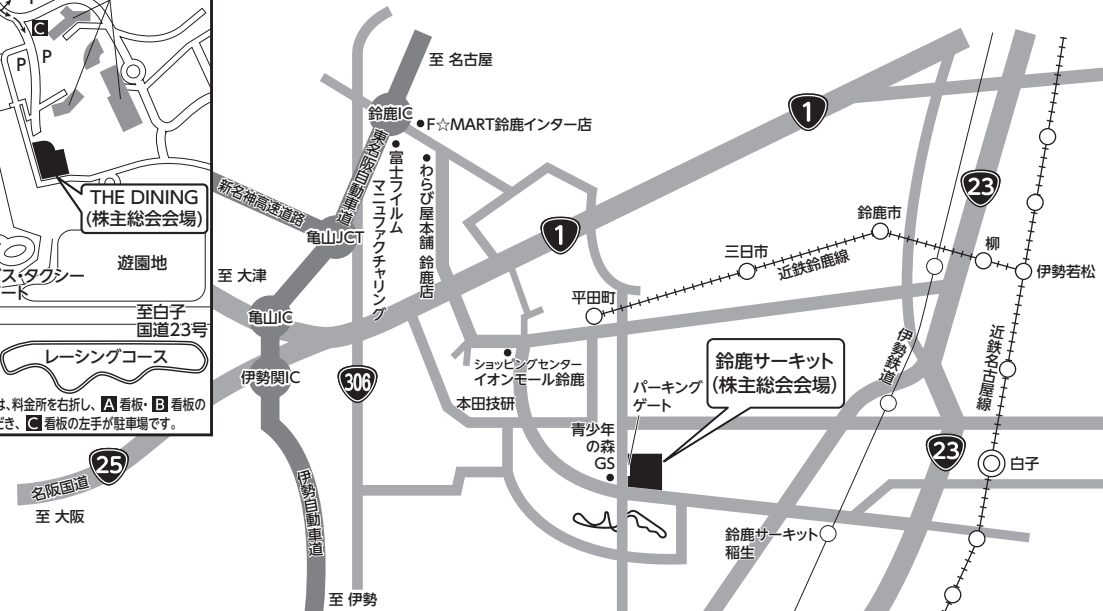 C
P
P
THE DINING
(株主総会会場)
遊園地
ス・タクシー
ート
至白子
国道23号
レーシングコース
は、料金所を右折し、A看板・B看板の
だき、C看板の左手が駐車場です。
至 名古屋
鈴鹿IC
F☆MART鈴鹿インター店
東名阪自動車道
富士フイルム
マニュファクチャリング
わらび屋本舗 鈴鹿店
新名神高速道路
亀山JCT
至 大津
亀山IC
伊勢関IC
306
25
名阪国道
至 大阪
伊勢自動車道
至 伊勢
1
1
23
鈴鹿市
三日市
近鉄鈴鹿線
柳
伊勢若松
平田町
伊勢鉄道
近鉄名古屋線
ショッピングセンター
イオンモール鈴鹿
本田技研
パーキング
ゲート
鈴鹿サーキット
(株主総会会場)
青少年
の森
GS
23
白子
鈴鹿サーキット
稲生